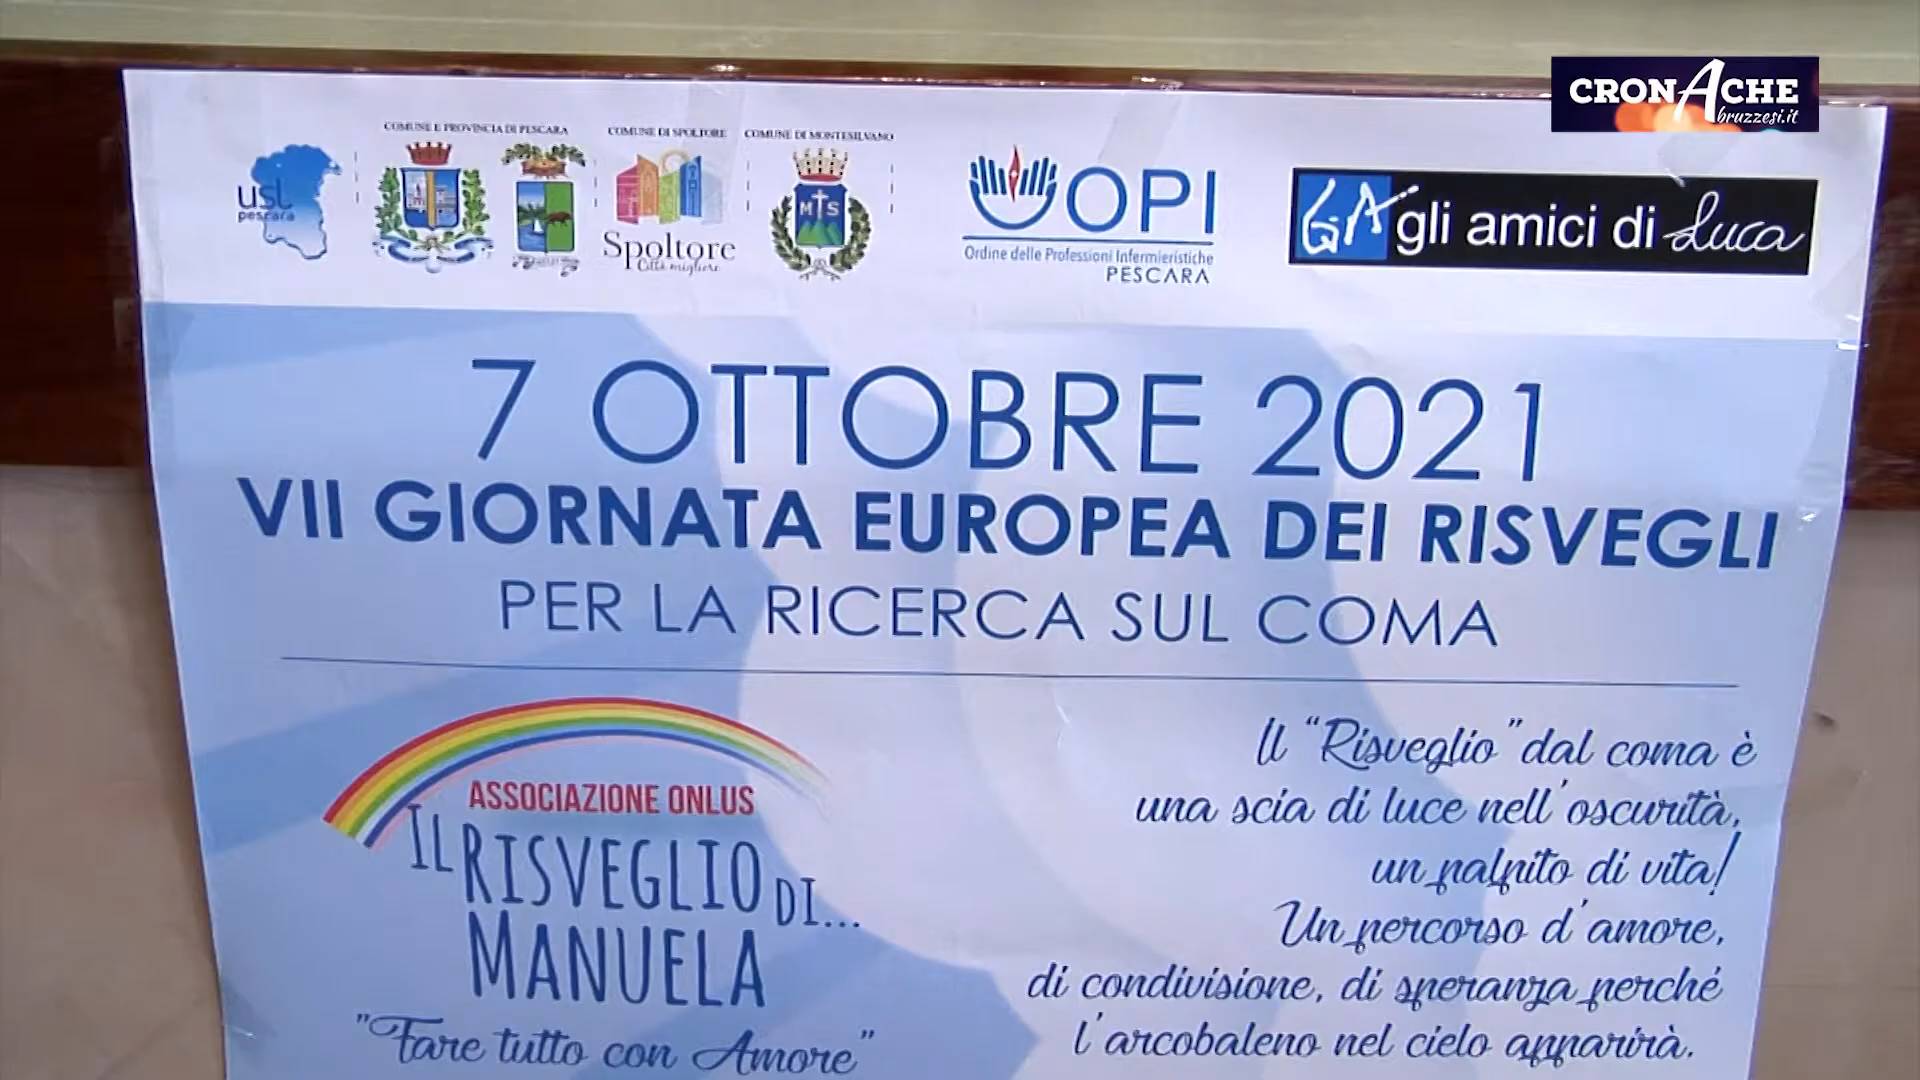 CRONACHE
Abruzzesi.it
COMUNE E PROVINCIA DI PESCARA
COMUNE DI SPOLTORE
COMUNE DI MONTESILVANO
usl
pescara
Spoltore
Città migliore
M S
OPI
Ordine delle Professioni Infermieristiche
PESCARA
GA gli amici di Luca
7 OTTOBRE 2021
VII GIORNATA EUROPEA DEI RISVEGLI
PER LA RICERCA SUL COMA
ASSOCIAZIONE ONLUS
IL RISVEGLIO DI...
MANUELA
"Fare tutto con Amore"
Il “Risveglio” dal coma è
una scia di luce nell'oscurità,
un palpito di vita!
Un percorso d'amore,
di condivisione, di speranza perché
l'arcobaleno nel cielo apparirà.